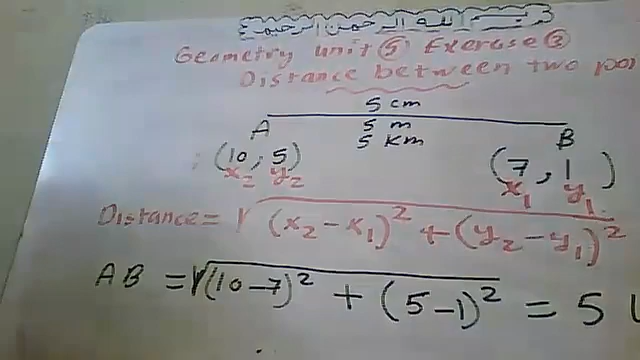 بسم الله الرحمن الرحيم
Geometry unit 5 Exercise 3
Distance between two poi
5 cm
A 5 m B
5 Km
(10, 5) (7, 1)
x₂ y₂ x₁ y₁
Distance = √(x₂ - x₁)² + (y₂ - y₁)²
AB = √(10 - 7)² + (5 - 1)² = 5 U